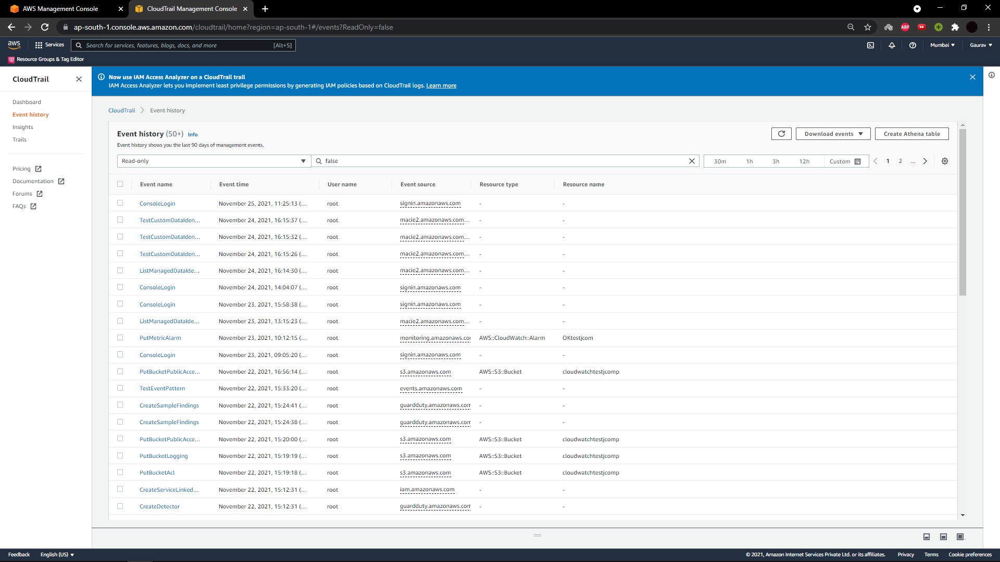 AWS Management Console
CloudTrail Management Console
ap-south-1.console.aws.amazon.com/cloudtrail/home?region=ap-south-1#/events?ReadOnly=false
ABP
aws
Services
Search for services, features, blogs, docs, and more
[Alt+S]
Mumbai
Gaurav
Resource Groups & Tag Editor
CloudTrail
Dashboard
Event history
Insights
Trails
Pricing
Documentation
Forums
FAQs
Now use IAM Access Analyzer on a CloudTrail trail
IAM Access Analyzer lets you implement least privilege permissions by generating IAM policies based on CloudTrail logs. Learn more
CloudTrail > Event history
Event history (50+) Info
Event history shows you the last 90 days of management events.
Download events
Create Athena table
Read-only
false
30m 1h 3h 12h Custom
1 2 ...
Event name Event time User name Event source Resource type Resource name
ConsoleLogin November 25, 2021, 11:25:13 (... root signin.amazonaws.com - -
TestCustomDataIden... November 24, 2021, 16:15:37 (... root macie2.amazonaws.com... - -
TestCustomDataIden... November 24, 2021, 16:15:32 (... root macie2.amazonaws.com... - -
TestCustomDataIden... November 24, 2021, 16:15:26 (... root macie2.amazonaws.com... - -
ListManagedDataIde... November 24, 2021, 16:14:30 (... root macie2.amazonaws.com... - -
ConsoleLogin November 24, 2021, 14:04:07 (... root signin.amazonaws.com - -
ConsoleLogin November 23, 2021, 15:58:38 (... root signin.amazonaws.com - -
ListManagedDataIde... November 23, 2021, 13:15:23 (... root macie2.amazonaws.com... - -
PutMetricAlarm November 23, 2021, 10:12:15 (... root monitoring.amazonaws.co AWS::CloudWatch::Alarm OKtestjcom
ConsoleLogin November 23, 2021, 09:05:20 (... root signin.amazonaws.com - -
PutBucketPublicAcce... November 22, 2021, 16:56:14 (... root s3.amazonaws.com AWS::S3::Bucket cloudwatchtestjcomp
TestEventPattern November 22, 2021, 15:33:20 (... root events.amazonaws.com - -
CreateSampleFindings November 22, 2021, 15:24:41 (... root guardduty.amazonaws.com - -
CreateSampleFindings November 22, 2021, 15:24:38 (... root guardduty.amazonaws.com - -
PutBucketPublicAcce... November 22, 2021, 15:20:00 (... root s3.amazonaws.com AWS::S3::Bucket cloudwatchtestjcomp
PutBucketLogging November 22, 2021, 15:19:19 (... root s3.amazonaws.com AWS::S3::Bucket cloudwatchtestjcomp
PutBucketAcl November 22, 2021, 15:19:18 (... root s3.amazonaws.com AWS::S3::Bucket cloudwatchtestjcomp
CreateServiceLinked... November 22, 2021, 15:12:31 (... root iam.amazonaws.com - -
CreateDetector November 22, 2021, 15:12:31 (... root guardduty.amazonaws.com - -
Feedback English (US)
© 2021, Amazon Internet Services Private Ltd. or its affiliates. Privacy Terms Cookie preferences